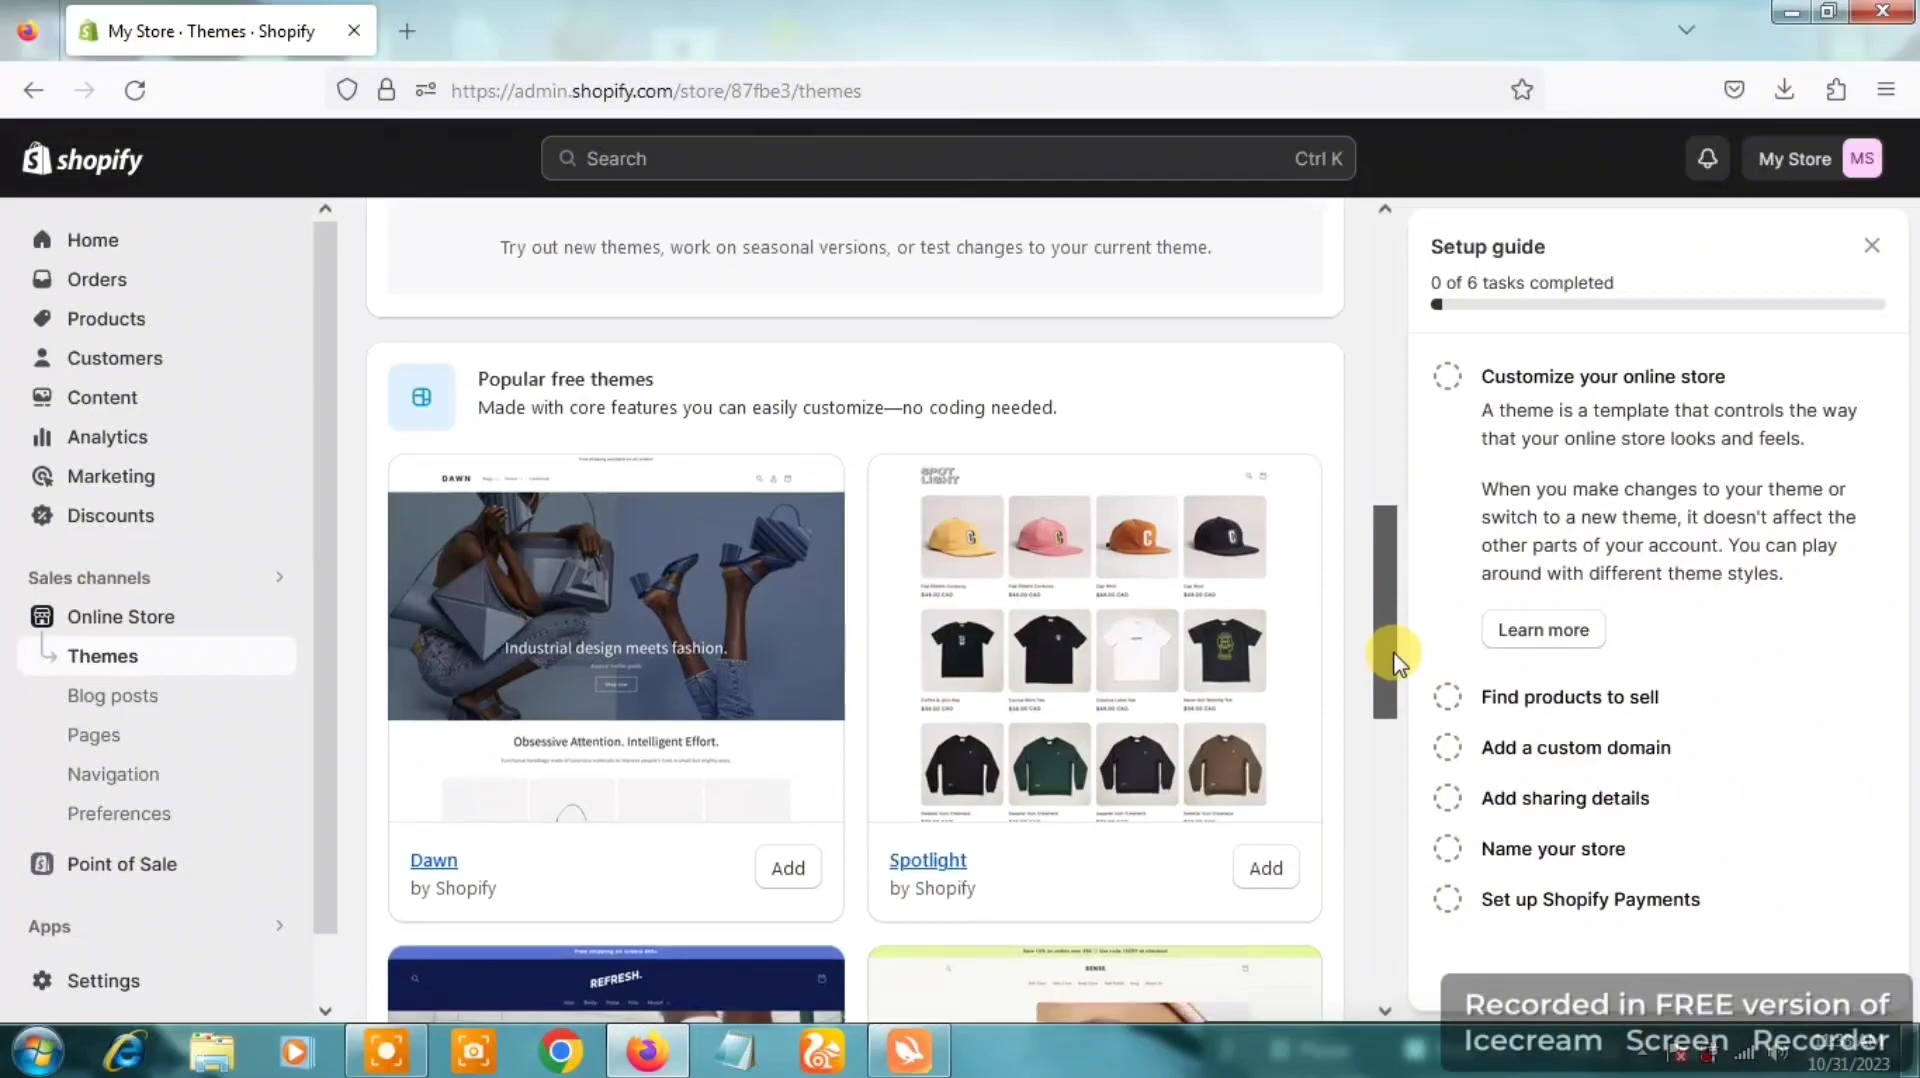 My Store · Themes · Shopify
https://admin.shopify.com/store/87fbe3/themes
shopify
Search
Ctrl K
My Store
MS
Home
Orders
Products
Customers
Content
Analytics
Marketing
Discounts
Sales channels
Online Store
Themes
Blog posts
Pages
Navigation
Preferences
Point of Sale
Apps
Settings
Try out new themes, work on seasonal versions, or test changes to your current theme.
Popular free themes
Made with core features you can easily customize—no coding needed.
DAWN
Industrial design meets fashion.
Shop now
Obsessive Attention. Intelligent Effort.
Dawn
by Shopify
Add
SPOT
LIGHT
Spotlight
by Shopify
Add
REFRESH.
SENSE
Setup guide
0 of 6 tasks completed
Customize your online store
A theme is a template that controls the way
that your online store looks and feels.
When you make changes to your theme or
switch to a new theme, it doesn't affect the
other parts of your account. You can play
around with different theme styles.
Learn more
Find products to sell
Add a custom domain
Add sharing details
Name your store
Set up Shopify Payments
Recorded in FREE version of
Icecream Screen Recorder
10/31/2023